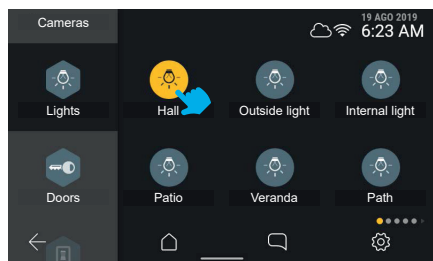 Cameras
19 AGO 2019
6:23 AM
Lights
Hall
Outside light
Internal light
Doors
Patio
Veranda
Path